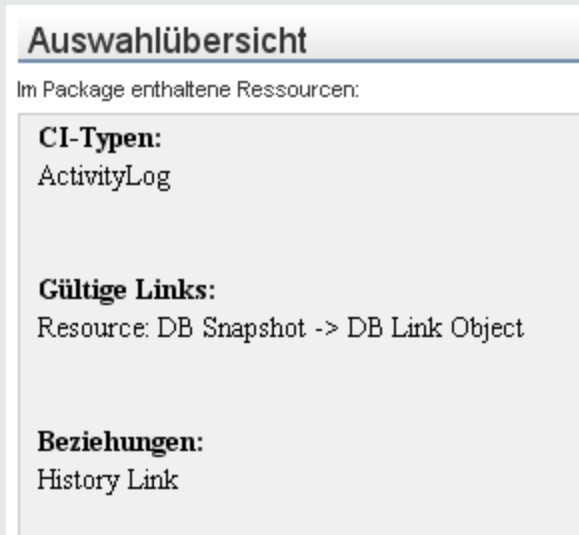 Auswahlübersicht
Im Package enthaltene Ressourcen:
CI-Typen:
ActivityLog
Gültige Links:
Resource: DB Snapshot -> DB Link Object
Beziehungen:
History Link